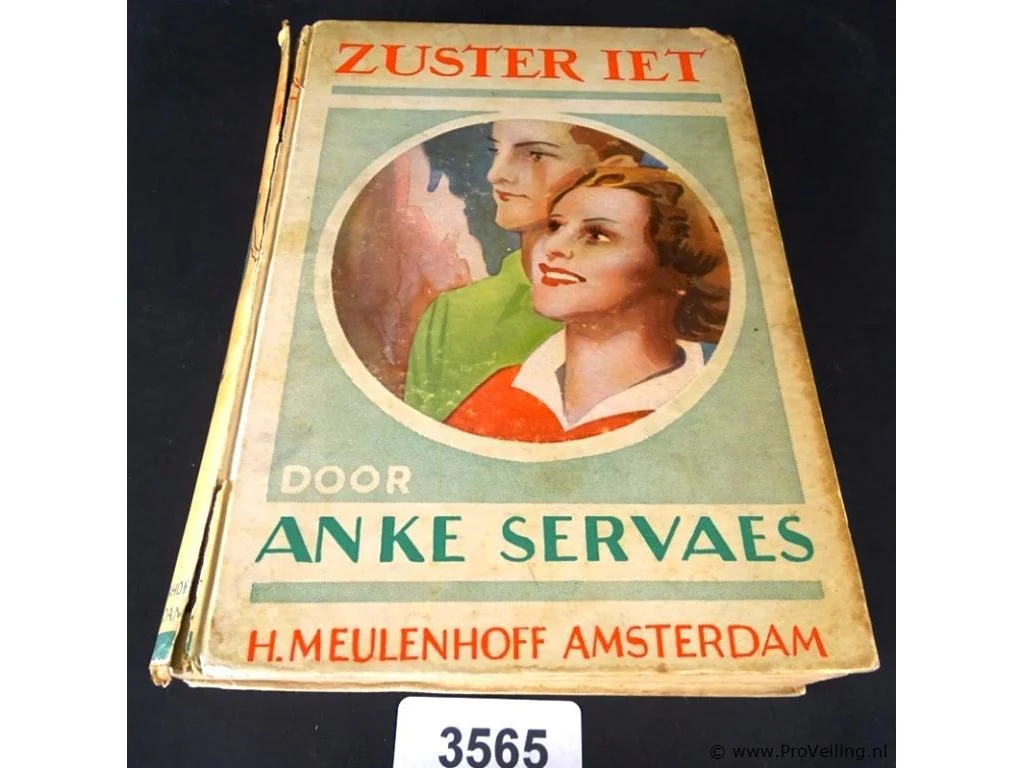 ZUSTER IET
DOOR
ANKE SERVAES
H. MEULENHOFF AMSTERDAM
3565
© www.ProVeiling.nl